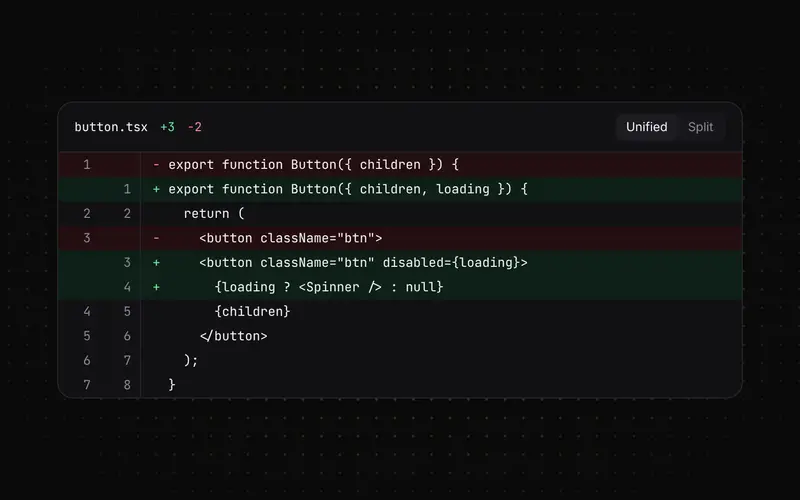 button.tsx +3 -2 Unified Split
1 - export function Button({ children }) {
1 + export function Button({ children, loading }) {
2 2 return (
3 - <button className="btn">
3 + <button className="btn" disabled={loading}>
4 + {loading ? <Spinner /> : null}
4 5 {children}
5 6 </button>
6 7 );
7 8 }